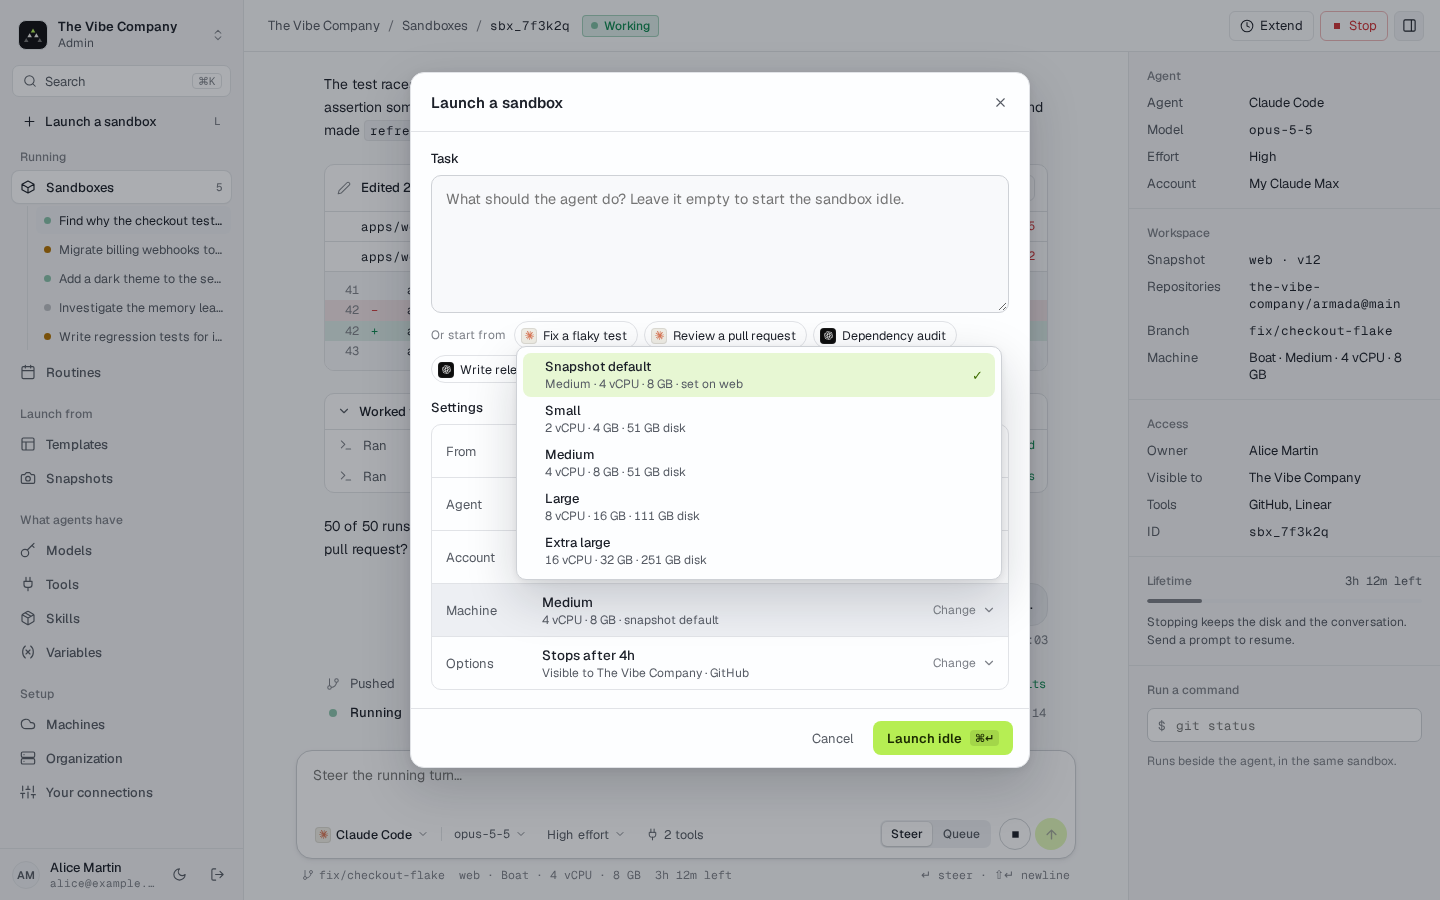 The Vibe Company
Admin
Search ⌘K
Launch a sandbox L
Running
Sandboxes 5
Find why the checkout test...
Migrate billing webhooks to...
Add a dark theme to the se...
Investigate the memory lea...
Write regression tests for i...
Routines
Launch from
Templates
Snapshots
What agents have
Models
Tools
Skills
Variables
Setup
Machines
Organization
Your connections
AM Alice Martin
alice@example....
The Vibe Company / Sandboxes / sbx_7f3k2q Working
Extend Stop
The test race
assertion som
made refre
Edited 2
apps/w
apps/w
41
42 −
42 +
43
Worked
Ran
Ran
50 of 50 runs
pull request?
Pushed
Running 14
Launch a sandbox
Task
What should the agent do? Leave it empty to start the sandbox idle.
Or start from Fix a flaky test Review a pull request Dependency audit
Write rele
Settings
From
Agent
Account
Snapshot default
Medium · 4 vCPU · 8 GB · set on web ✓
Small
2 vCPU · 4 GB · 51 GB disk
Medium
4 vCPU · 8 GB · 51 GB disk
Large
8 vCPU · 16 GB · 111 GB disk
Extra large
16 vCPU · 32 GB · 251 GB disk
Machine Medium Change
4 vCPU · 8 GB · snapshot default
Options Stops after 4h Change
Visible to The Vibe Company · GitHub
Cancel Launch idle ⌘↵
Steer the running turn...
Claude Code opus-5-5 High effort 2 tools Steer Queue
fix/checkout-flake web · Boat · 4 vCPU · 8 GB 3h 12m left ↵ steer · ⇧↵ newline
Agent
Agent Claude Code
Model opus-5-5
Effort High
Account My Claude Max
Workspace
Snapshot web · v12
Repositories the-vibe-
company/armada@main
Branch fix/checkout-flake
Machine Boat · Medium · 4 vCPU · 8
GB
Access
Owner Alice Martin
Visible to The Vibe Company
Tools GitHub, Linear
ID sbx_7f3k2q
Lifetime 3h 12m left
Stopping keeps the disk and the conversation.
Send a prompt to resume.
Run a command
$ git status
Runs beside the agent, in the same sandbox.